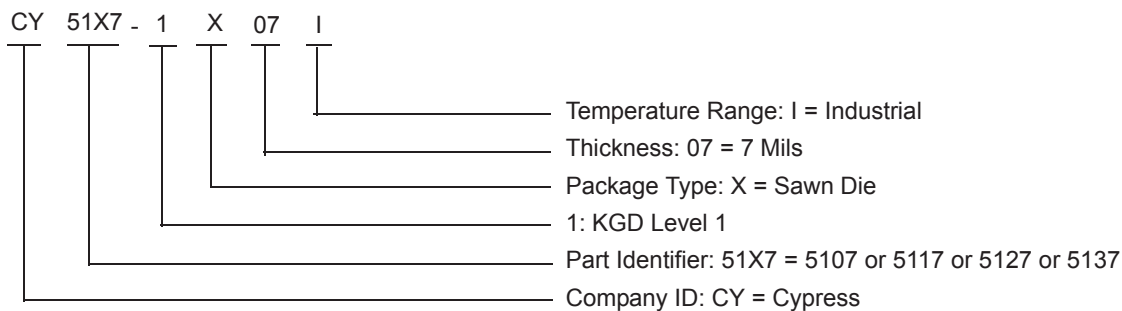 CY 51X7 - 1 X 07 I
Temperature Range: I = Industrial
Thickness: 07 = 7 Mils
Package Type: X = Sawn Die
1: KGD Level 1
Part Identifier: 51X7 = 5107 or 5117 or 5127 or 5137
Company ID: CY = Cypress